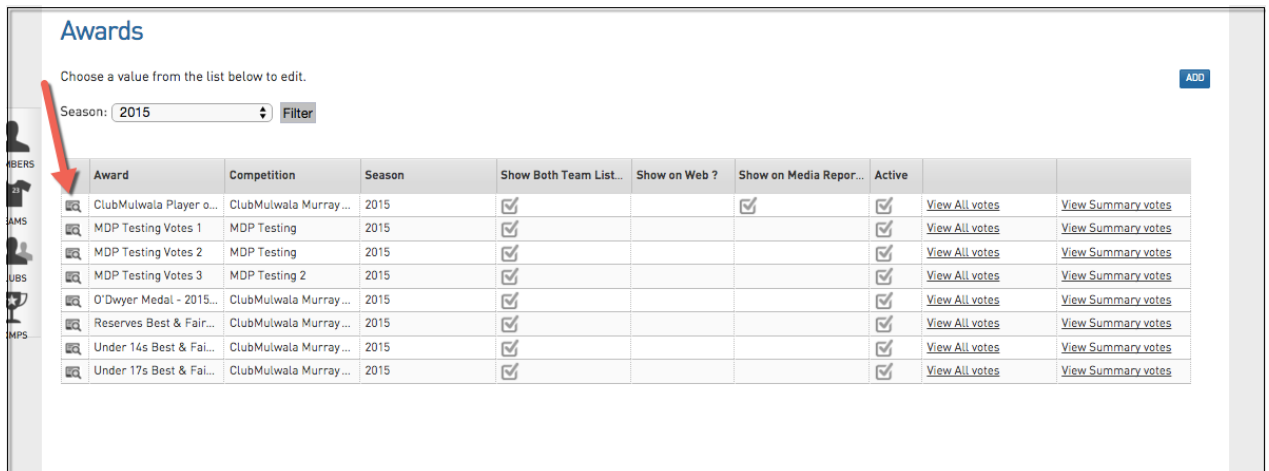 Awards
Choose a value from the list below to edit.
ADD
Season: 2015 Filter
MBERS
23
AMS
UBS
MPS
Award Competition Season Show Both Team List... Show on Web ? Show on Media Repor... Active
ClubMulwala Player o... ClubMulwala Murray... 2015 View All votes View Summary votes
MDP Testing Votes 1 MDP Testing 2015 View All votes View Summary votes
MDP Testing Votes 2 MDP Testing 2015 View All votes View Summary votes
MDP Testing Votes 3 MDP Testing 2 2015 View All votes View Summary votes
O'Dwyer Medal - 2015... ClubMulwala Murray... 2015 View All votes View Summary votes
Reserves Best & Fair... ClubMulwala Murray... 2015 View All votes View Summary votes
Under 14s Best & Fai... ClubMulwala Murray... 2015 View All votes View Summary votes
Under 17s Best & Fai... ClubMulwala Murray... 2015 View All votes View Summary votes